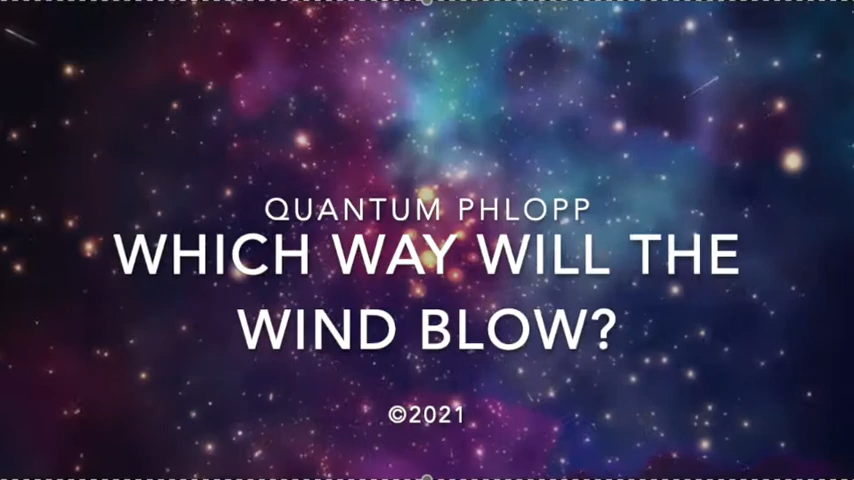 QUANTUM PHLOPP
WHICH WAY WILL THE
WIND BLOW?
©2021